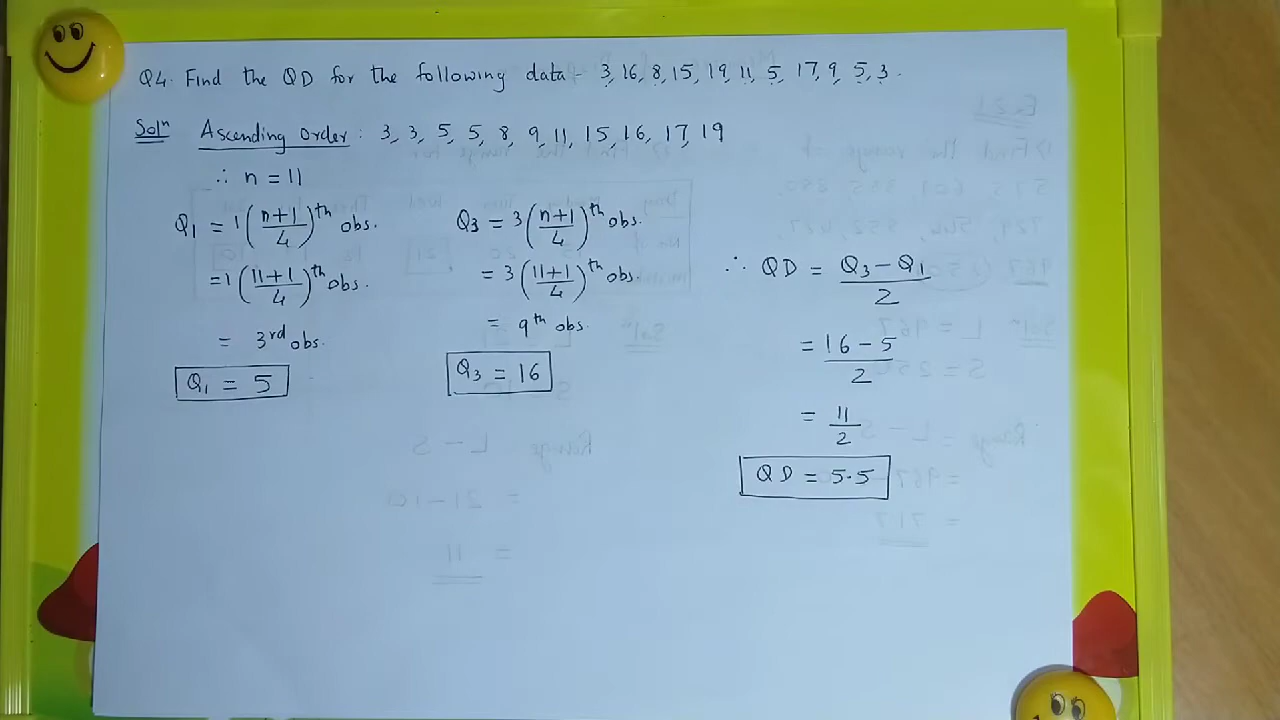 Q4. Find the QD for the following data - 3, 16, 8, 15, 19, 11, 5, 17, 9, 5, 3.
Solⁿ Ascending Order : 3, 3, 5, 5, 8, 9, 11, 15, 16, 17, 19
∴ n = 11
Q₁ = 1 ((n+1)/4)^th obs.
= 1 ((11+1)/4)^th obs.
= 3rd obs.
Q₁ = 5
Q₃ = 3 ((n+1)/4)^th obs.
= 3 ((11+1)/4)^th obs.
= 9th obs.
Q₃ = 16
∴ QD = (Q₃ - Q₁)/2
= (16 - 5)/2
= 11/2
QD = 5.5